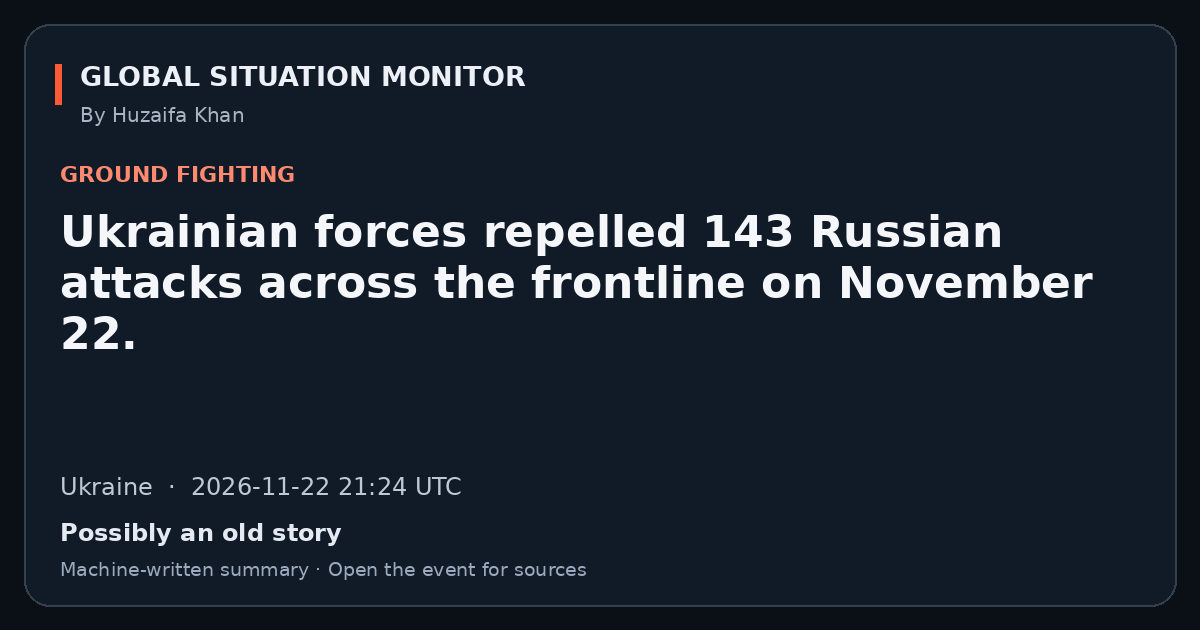 GLOBAL SITUATION MONITOR
By Huzaifa Khan
GROUND FIGHTING
Ukrainian forces repelled 143 Russian
attacks across the frontline on November
22.
Ukraine · 2026-11-22 21:24 UTC
Possibly an old story
Machine-written summary · Open the event for sources